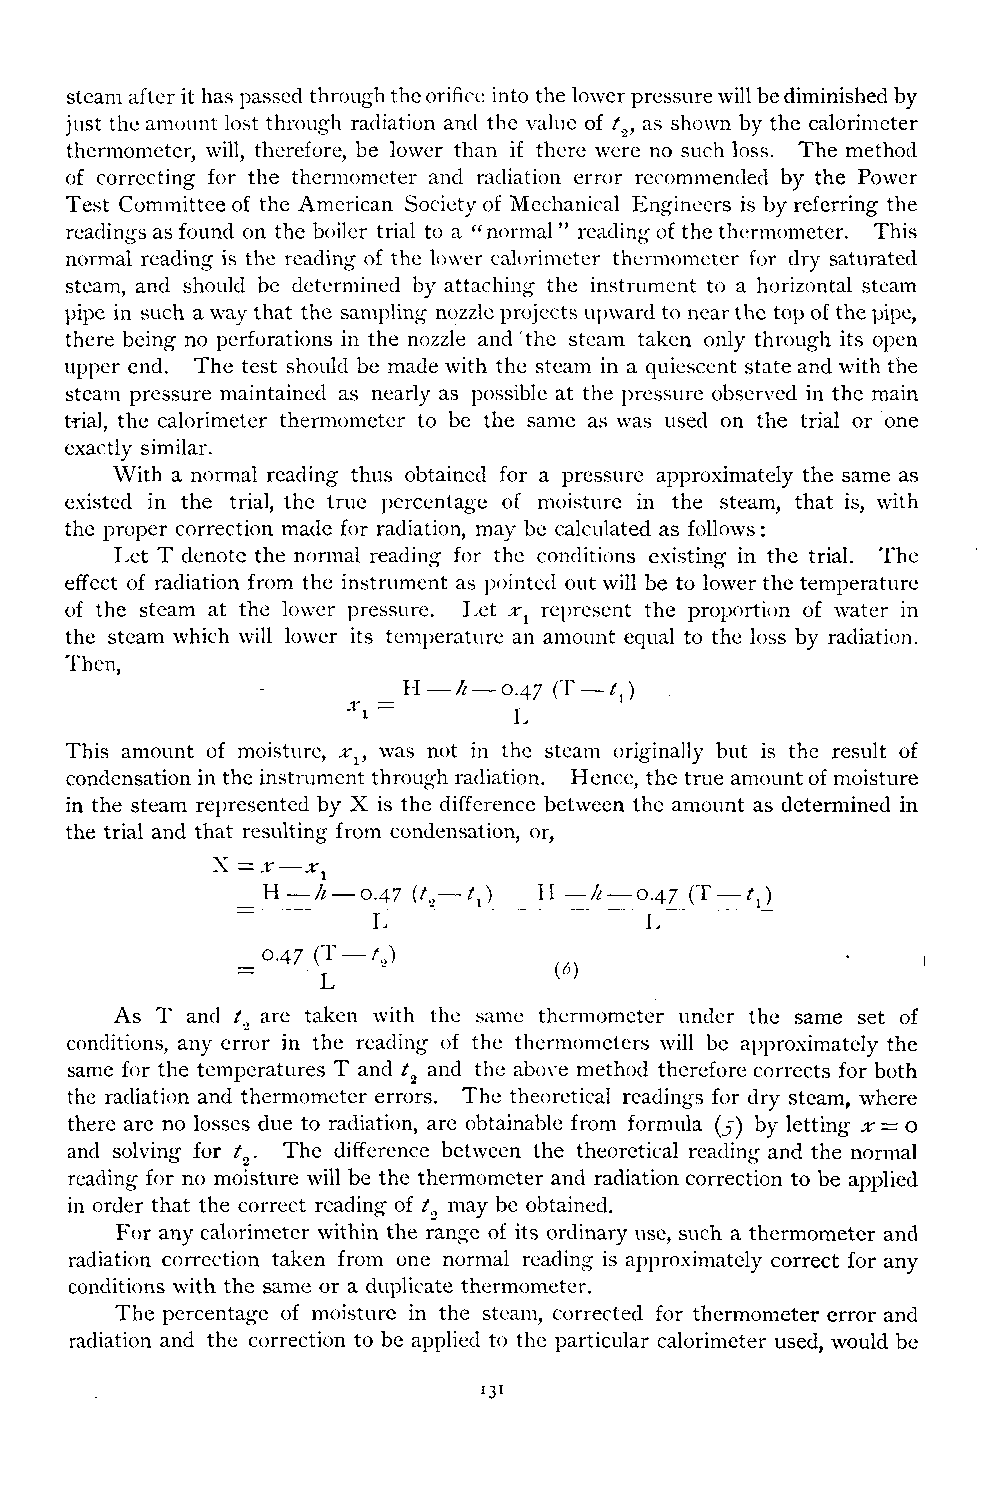 steam after it has passed through the orifice into the lower pressure will be diminished by
just the amount lost through radiation and the value of t₂, as shown by the calorimeter
thermometer, will, therefore, be lower than if there were no such loss. The method
of correcting for the thermometer and radiation error recommended by the Power
Test Committee of the American Society of Mechanical Engineers is by referring the
readings as found on the boiler trial to a "normal" reading of the thermometer. This
normal reading is the reading of the lower calorimeter thermometer for dry saturated
steam, and should be determined by attaching the instrument to a horizontal steam
pipe in such a way that the sampling nozzle projects upward to near the top of the pipe,
there being no perforations in the nozzle and the steam taken only through its open
upper end. The test should be made with the steam in a quiescent state and with the
steam pressure maintained as nearly as possible at the pressure observed in the main
trial, the calorimeter thermometer to be the same as was used on the trial or one
exactly similar.
With a normal reading thus obtained for a pressure approximately the same as
existed in the trial, the true percentage of moisture in the steam, that is, with
the proper correction made for radiation, may be calculated as follows:
Let T denote the normal reading for the conditions existing in the trial. The
effect of radiation from the instrument as pointed out will be to lower the temperature
of the steam at the lower pressure. Let x₁ represent the proportion of water in
the steam which will lower its temperature an amount equal to the loss by radiation.
Then,
H — h — 0.47 (T — t₁)
x₁ =
L
This amount of moisture, x₁, was not in the steam originally but is the result of
condensation in the instrument through radiation. Hence, the true amount of moisture
in the steam represented by X is the difference between the amount as determined in
the trial and that resulting from condensation, or,
X = x — x₁
H — h — 0.47 (t₂ — t₁) H — h — 0.47 (T — t₁)
= –
L L
0.47 (T — t₂)
= (6)
L
As T and t₂ are taken with the same thermometer under the same set of
conditions, any error in the reading of the thermometers will be approximately the
same for the temperatures T and t₂ and the above method therefore corrects for both
the radiation and thermometer errors. The theoretical readings for dry steam, where
there are no losses due to radiation, are obtainable from formula (5) by letting x = 0
and solving for t₂. The difference between the theoretical reading and the normal
reading for no moisture will be the thermometer and radiation correction to be applied
in order that the correct reading of t₂ may be obtained.
For any calorimeter within the range of its ordinary use, such a thermometer and
radiation correction taken from one normal reading is approximately correct for any
conditions with the same or a duplicate thermometer.
The percentage of moisture in the steam, corrected for thermometer error and
radiation and the correction to be applied to the particular calorimeter used, would be
131